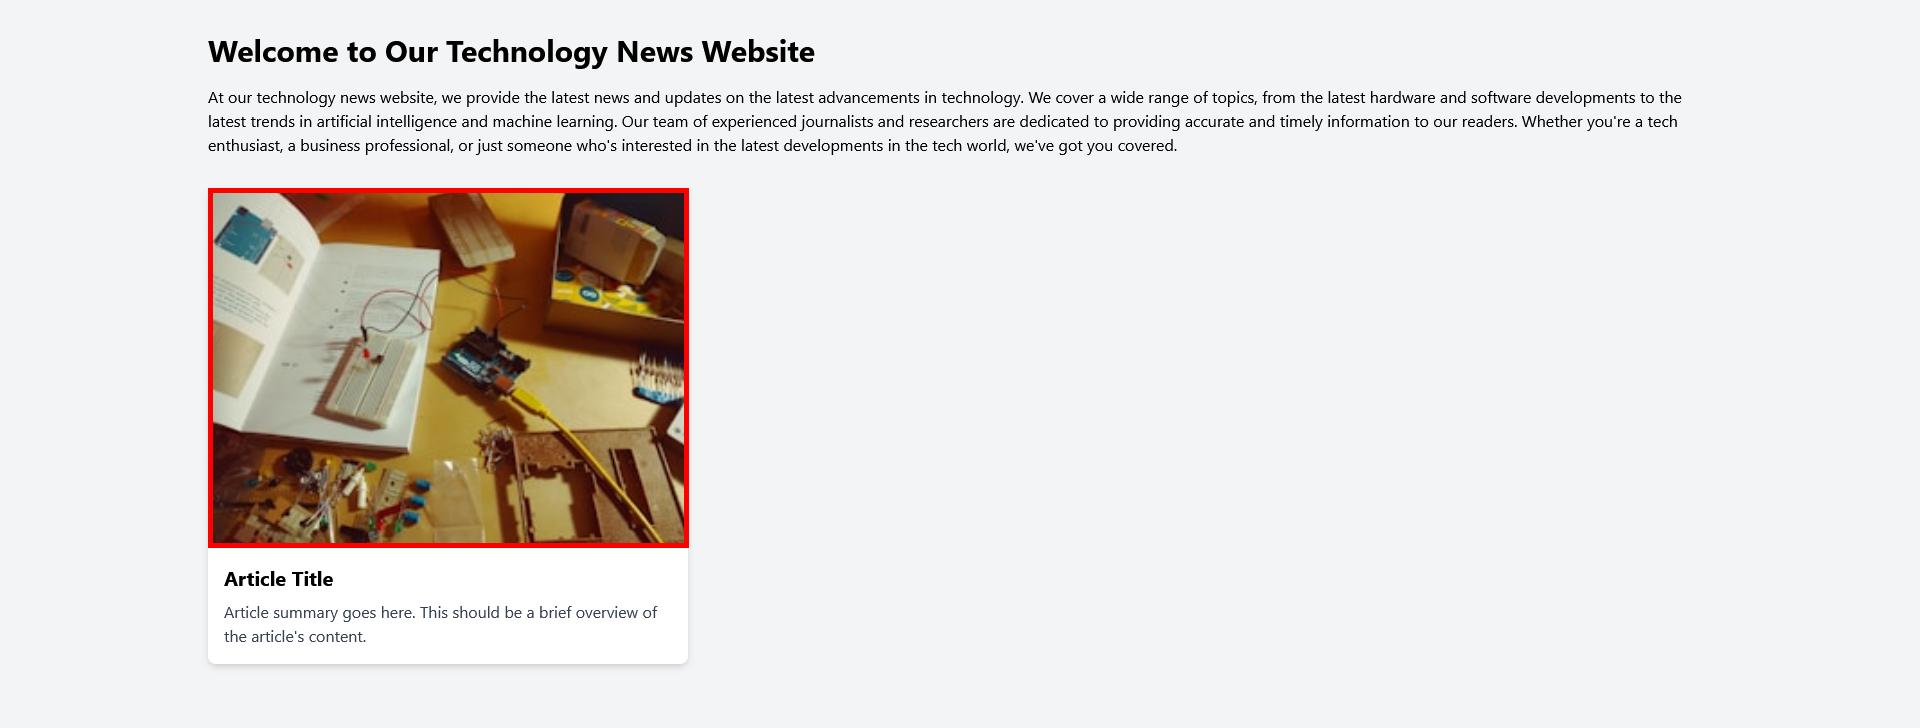 Welcome to Our Technology News Website
At our technology news website, we provide the latest news and updates on the latest advancements in technology. We cover a wide range of topics, from the latest hardware and software developments to the
latest trends in artificial intelligence and machine learning. Our team of experienced journalists and researchers are dedicated to providing accurate and timely information to our readers. Whether you're a tech
enthusiast, a business professional, or just someone who's interested in the latest developments in the tech world, we've got you covered.
Article Title
Article summary goes here. This should be a brief overview of
the article's content.